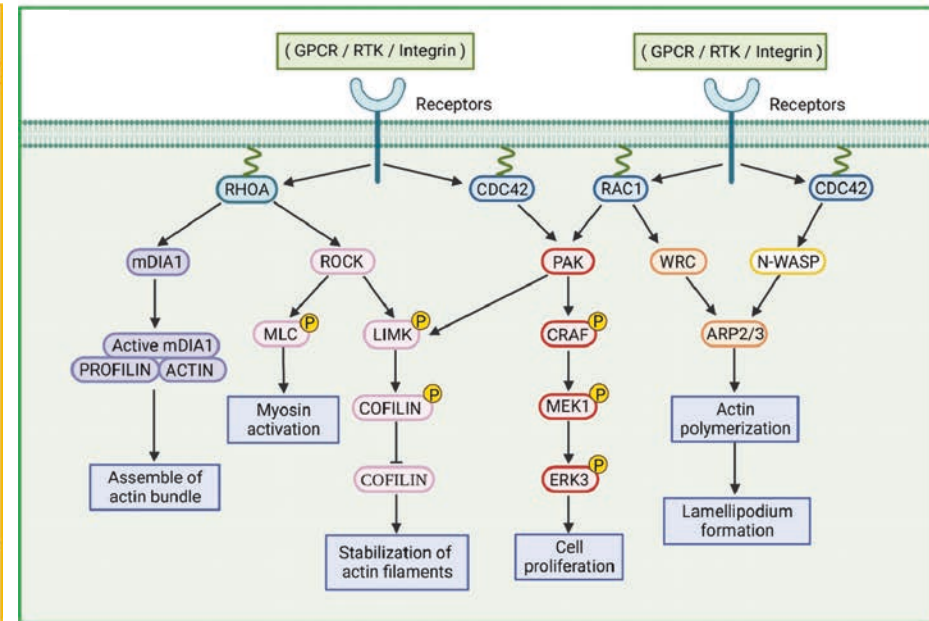 ( GPCR / RTK / Integrin )
( GPCR / RTK / Integrin )
Receptors
Receptors
RHOA
CDC42
RAC1
CDC42
mDIA1
ROCK
PAK
WRC
N-WASP
MLC
P
LIMK
P
CRAF
P
ARP2/3
Active mDIA1
PROFILIN
ACTIN
Myosin
activation
COFILIN
P
MEK1
P
Actin
polymerization
Assemble of
actin bundle
COFILIN
ERK3
P
Lamellipodium
formation
Stabilization of
actin filaments
Cell
proliferation